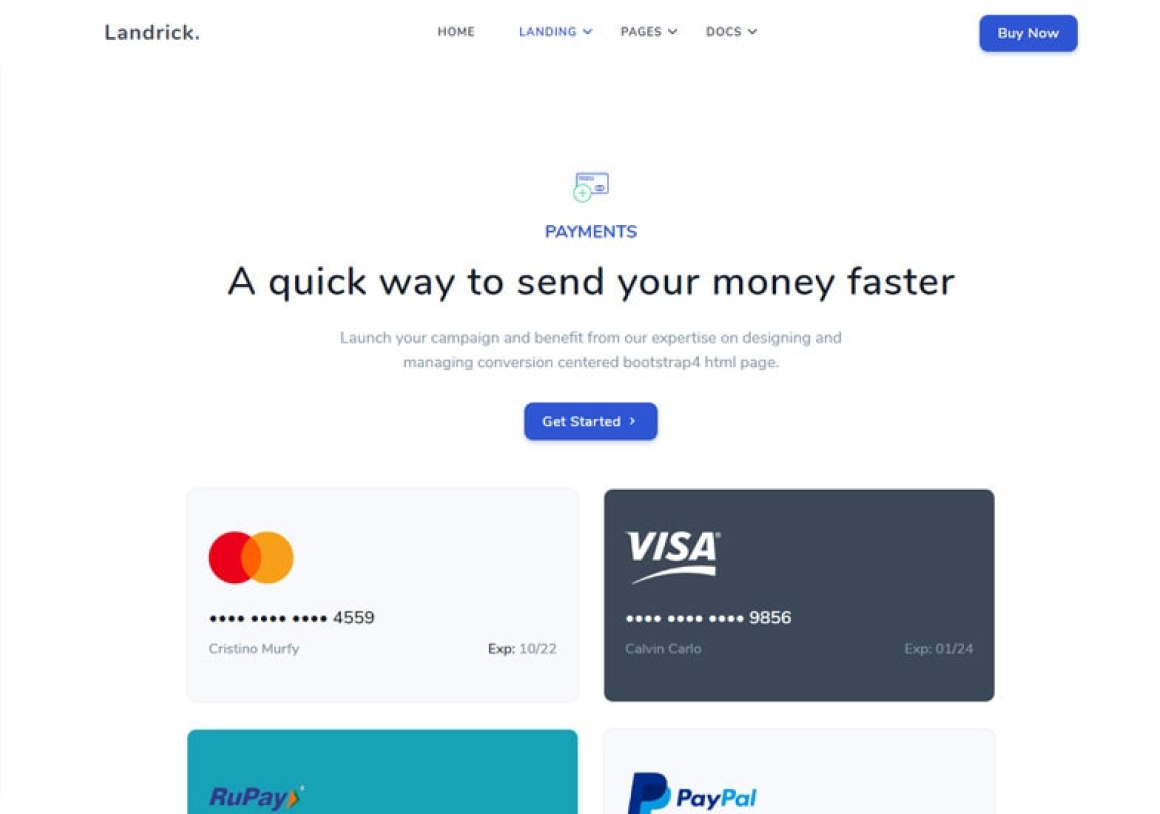 Landrick.
HOME
LANDING
PAGES
DOCS
Buy Now
PAYMENTS
A quick way to send your money faster
Launch your campaign and benefit from our expertise on designing and
managing conversion centered bootstrap4 html page.
Get Started
VISA
•••• •••• •••• 4559
•••• •••• •••• 9856
Cristino Murfy
Exp: 10/22
Calvin Carlo
Exp: 01/24
RuPay
PayPal